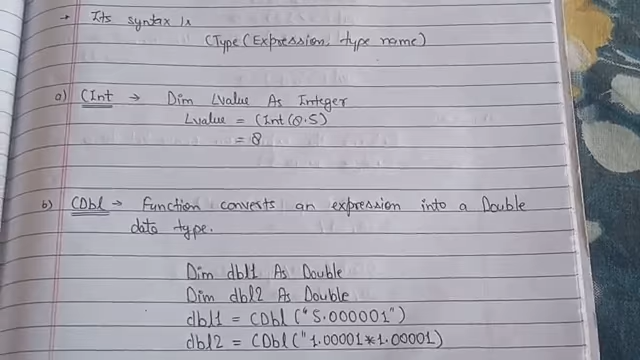 → Its syntax is
CType (Expression, type name)
a) CInt → Dim Lvalue As Integer
Lvalue = CInt(8.5)
= 8
b) CDbl → Function converts an expression into a Double
data type.
Dim dbl1 As Double
Dim dbl2 As Double
dbl1 = CDbl ("5.000001")
dbl2 = CDbl ("1.00001*1.00001)